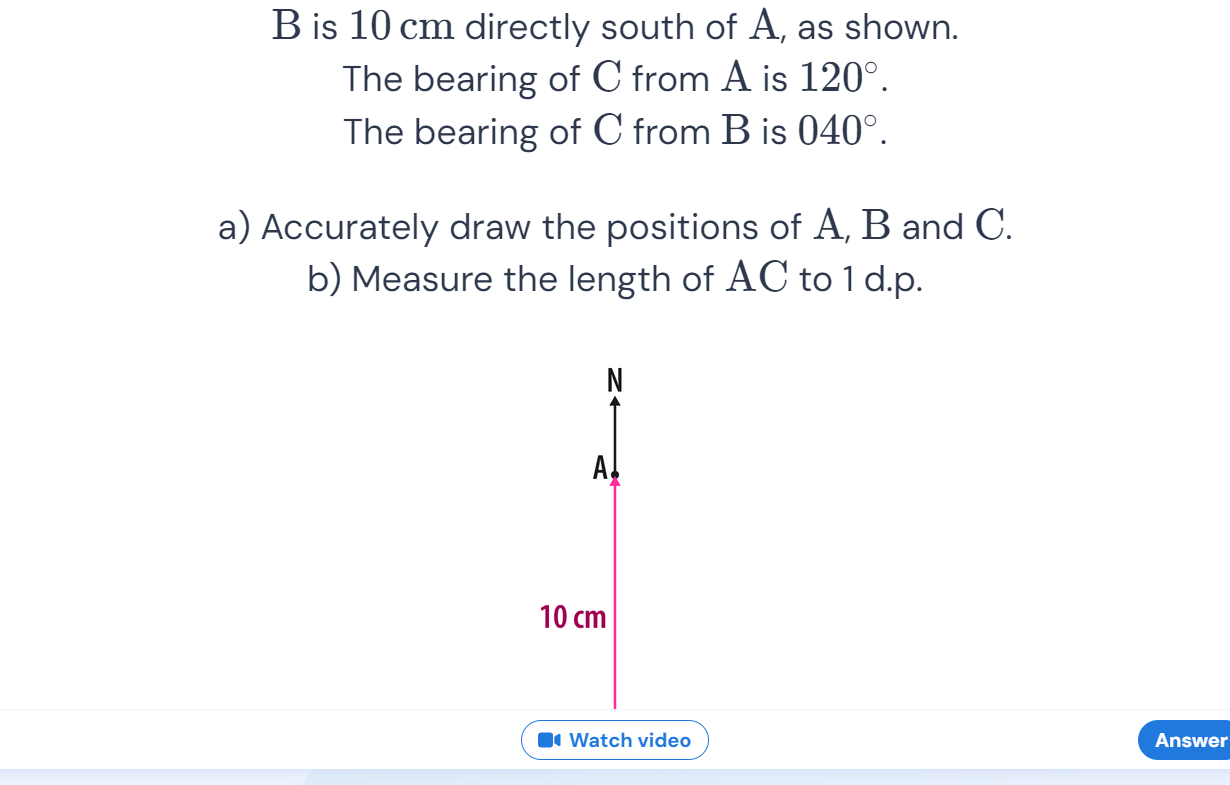 B is 10 cm directly south of A, as shown.
The bearing of C from A is 120°.
The bearing of C from B is 040°.
a) Accurately draw the positions of A, B and C.
b) Measure the length of AC to 1 d.p.
N
A
10 cm
Watch video
Answer